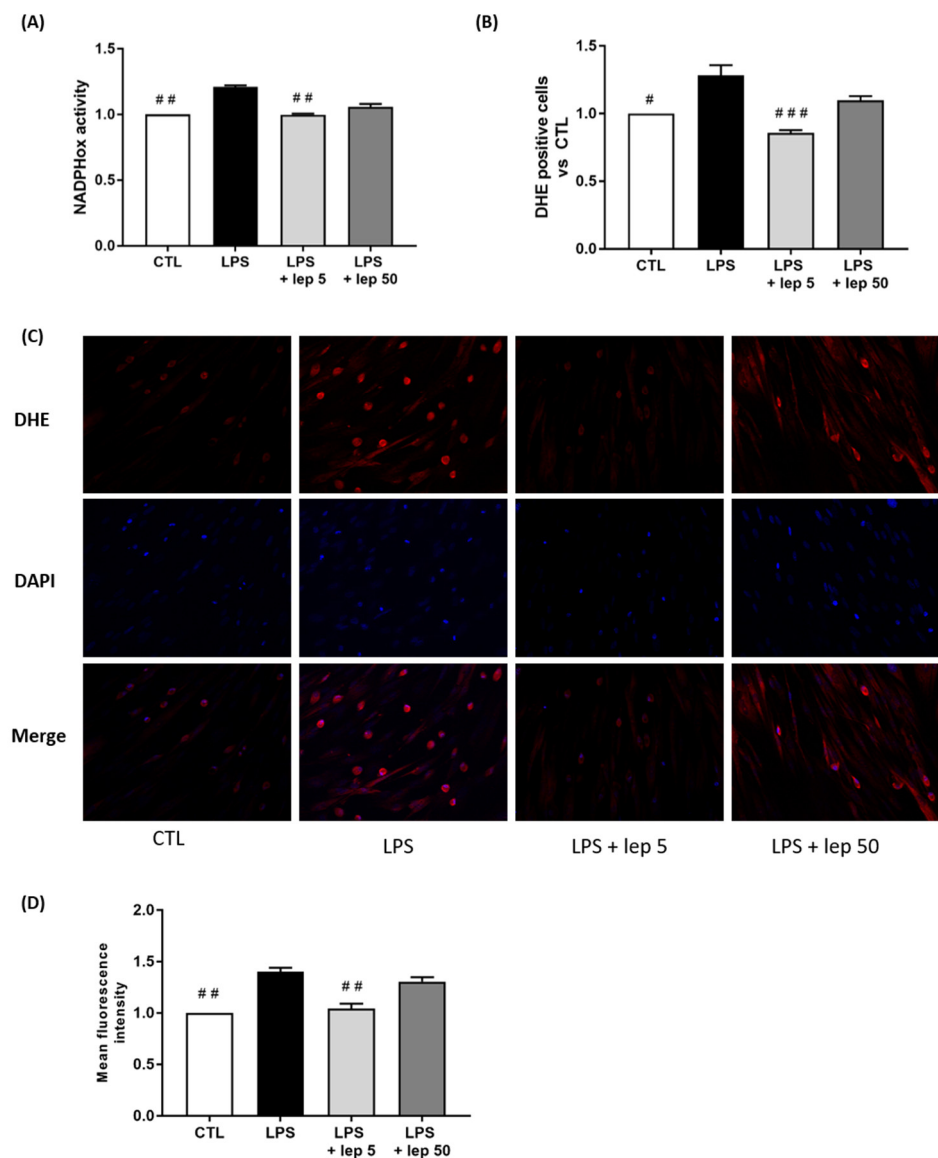 (A)
NADPHox activity
1.5
1.0
0.5
0.0
# #
# #
CTL
LPS
LPS
+ lep 5
LPS
+ lep 50
(B)
DHE positive cells
vs CTL
1.5
1.0
0.5
0.0
#
# # #
CTL
LPS
LPS
+ lep 5
LPS
+ lep 50
(C)
DHE
DAPI
Merge
CTL
LPS
LPS + lep 5
LPS + lep 50
(D)
Mean fluorescence
intensity
2.0
1.5
1.0
0.5
0.0
# #
# #
CTL
LPS
LPS
+ lep 5
LPS
+ lep 50